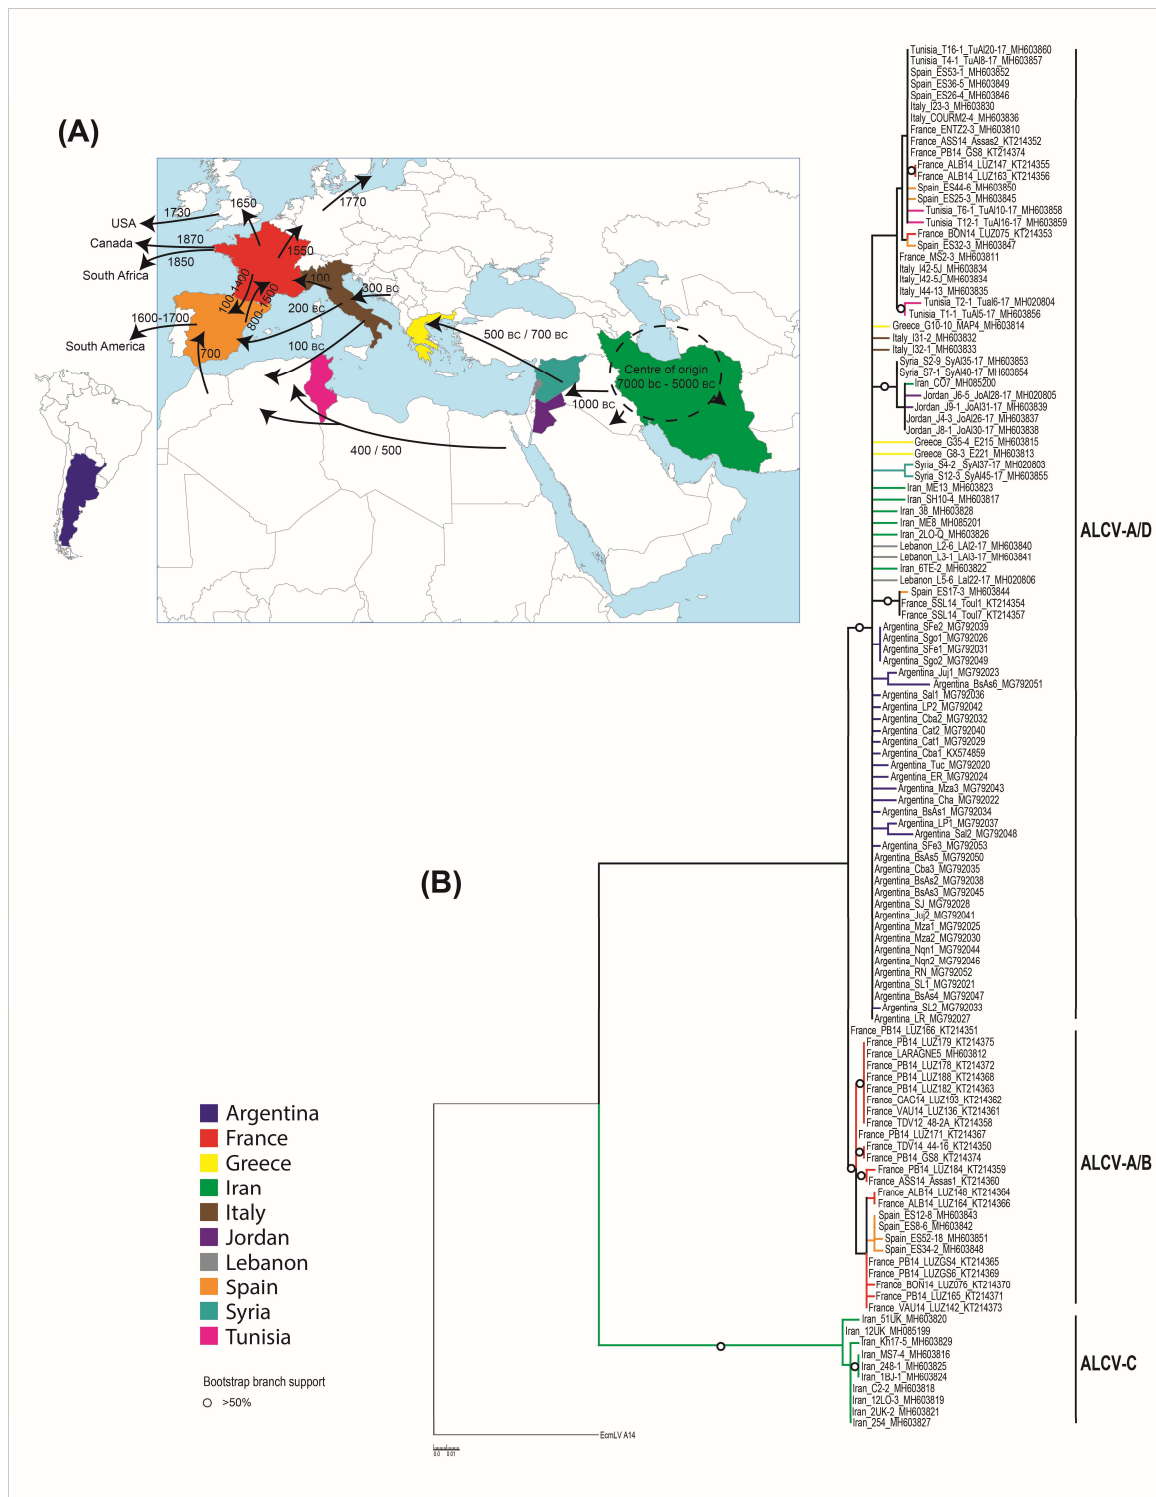 (A)
USA
Canada
South Africa
South America
1730
1870
1850
1600-1700
1650
1770
1550
100
300 BC
100-1400
800-1500
200 BC
100 BC
700
500 BC / 700 BC
Centre of origin
7000 bc - 5000 BC
1000 BC
400 / 500
(B)
Tunisia_T16-1_TuAl20-17_MH603860
Tunisia_T4-1_TuAl8-17_MH603857
Spain_ES53-1_MH603852
Spain_ES36-5_MH603849
Spain_ES26-4_MH603846
Italy_I23-3_MH603830
Italy_COURM2-4_MH603836
France_ENTZ2-3_MH603810
France_ASS14_Assas2_KT214352
France_PB14_GS8_KT214374
France_ALB14_LUZ147_KT214355
France_ALB14_LUZ163_KT214356
Spain_ES44-6_MH603850
Spain_ES25-3_MH603845
Tunisia_T6-1_TuAl10-17_MH603858
Tunisia_T12-1_TuAl16-17_MH603859
France_BON14_LUZ075_KT214353
Spain_ES32-3_MH603847
France_MS2-3_MH603811
Italy_I42-5J_MH603834
Italy_I42-5J_MH603834
Italy_I44-13_MH603835
Tunisia_T2-1_Tual6-17_MH020804
Tunisia_T1-1_TuAl5-17_MH603856
Greece_G10-10_MAP4_MH603814
Italy_I31-2_MH603832
Italy_I32-1_MH603833
Syria_S2-9_SyAl35-17_MH603853
Syria_S7-1_SyAl40-17_MH603854
Iran_CO7_MH085200
Jordan_J6-5_JoAl28-17_MH020805
Jordan_J9-1_JoAl31-17_MH603839
Jordan_J4-3_JoAl26-17_MH603837
Jordan_J8-1_JoAl30-17_MH603838
Greece_G35-4_E215_MH603815
Greece_G8-3_E221_MH603813
Syria_S4-2_SyAl37-17_MH020803
Syria_S12-3_SyAl45-17_MH603855
Iran_ME13_MH603823
Iran_SH10-4_MH603817
Iran_38_MH603828
Iran_ME8_MH085201
Iran_2LO-Q_MH603826
Lebanon_L2-6_LAl2-17_MH603840
Lebanon_L3-1_LAl3-17_MH603841
Iran_6TE-2_MH603822
Lebanon_L5-6_Lal22-17_MH020806
Spain_ES17-3_MH603844
France_SSL14_Toul1_KT214354
France_SSL14_Toul7_KT214357
Argentina_SFe2_MG792039
Argentina_Sgo1_MG792026
Argentina_SFe1_MG792031
Argentina_Sgo2_MG792049
Argentina_Juj1_MG792023
Argentina_BsAs6_MG792051
Argentina_Sal1_MG792036
Argentina_LP2_MG792042
Argentina_Cba2_MG792032
Argentina_Cat2_MG792040
Argentina_Cat1_MG792029
Argentina_Cba1_KX574859
Argentina_Tuc_MG792020
Argentina_ER_MG792024
Argentina_Mza3_MG792043
Argentina_Cha_MG792022
Argentina_BsAs1_MG792034
Argentina_LP1_MG792037
Argentina_Sal2_MG792048
Argentina_SFe3_MG792053
Argentina_BsAs5_MG792050
Argentina_Cba3_MG792035
Argentina_BsAs2_MG792038
Argentina_BsAs3_MG792045
Argentina_SJ_MG792028
Argentina_Juj2_MG792041
Argentina_Mza1_MG792025
Argentina_Mza2_MG792030
Argentina_Nqn1_MG792044
Argentina_Nqn2_MG792046
Argentina_RN_MG792052
Argentina_SL1_MG792021
Argentina_BsAs4_MG792047
Argentina_SL2_MG792033
Argentina_LR_MG792027
ALCV-A/D
France_PB14_LUZ166_KT214351
France_PB14_LUZ179_KT214375
France_LARAGNE5_MH603812
France_PB14_LUZ178_KT214372
France_PB14_LUZ188_KT214368
France_PB14_LUZ182_KT214363
France_CAC14_LUZ193_KT214362
France_VAU14_LUZ136_KT214361
France_TDV12_48-2A_KT214358
France_PB14_LUZ171_KT214367
France_TDV14_44-16_KT214350
France_PB14_GS8_KT214374
France_PB14_LUZ184_KT214359
France_ASS14_Assas1_KT214360
France_ALB14_LUZ148_KT214364
France_ALB14_LUZ164_KT214366
Spain_ES12-8_MH603843
Spain_ES8-6_MH603842
Spain_ES52-18_MH603851
Spain_ES34-2_MH603848
France_PB14_LUZGS4_KT214365
France_PB14_LUZGS6_KT214369
France_BON14_LUZ076_KT214370
France_PB14_LUZ165_KT214371
France_VAU14_LUZ142_KT214373
ALCV-A/B
Iran_51UK_MH603820
Iran_12UK_MH085199
Iran_Kh17-5_MH603829
Iran_MS7-4_MH603816
Iran_248-1_MH603825
Iran_1BJ-1_MH603824
Iran_C2-2_MH603818
Iran_12LO-3_MH603819
Iran_2UK-2_MH603821
Iran_254_MH603827
ALCV-C
EcmLV A14
0.0 0.01
Argentina
France
Greece
Iran
Italy
Jordan
Lebanon
Spain
Syria
Tunisia
Bootstrap branch support
>50%